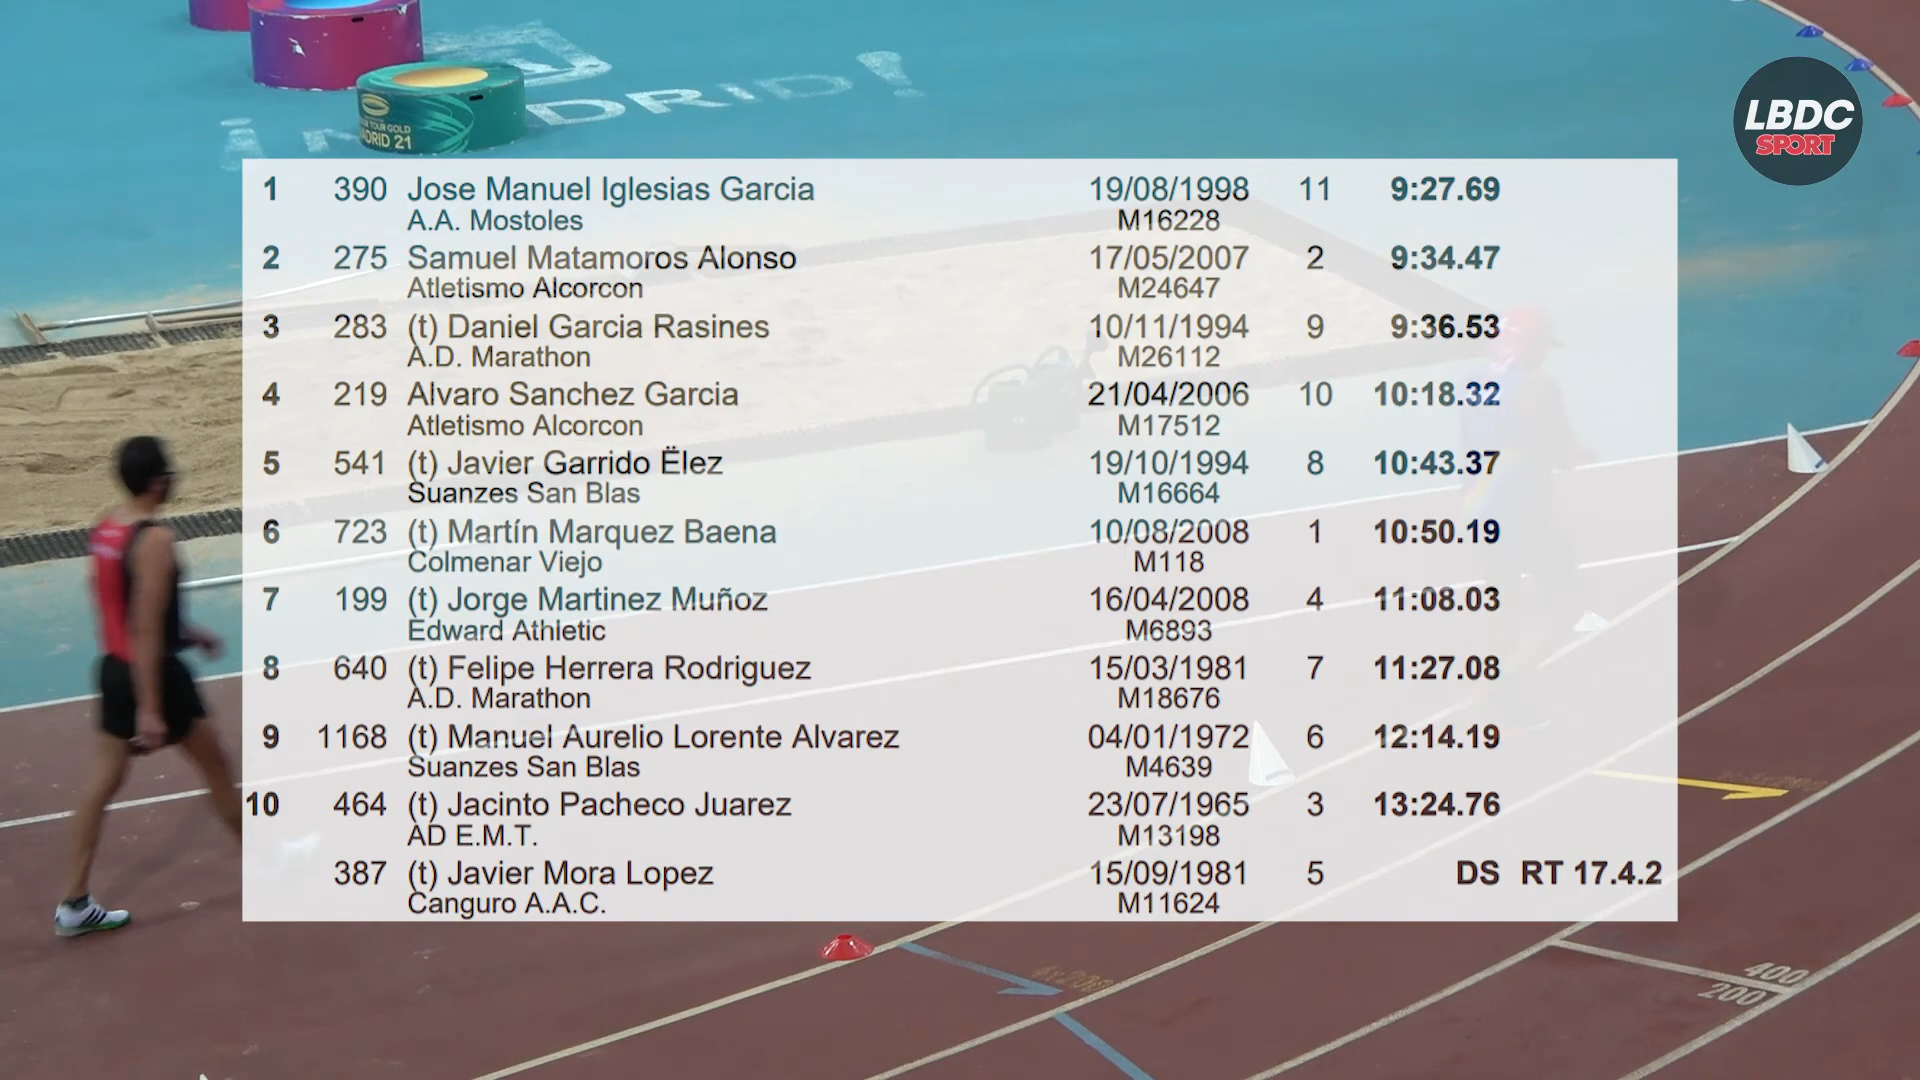 ¡MADRID!
TOUR GOLD
MADRID 21
LBDC
SPORT
1 390 Jose Manuel Iglesias Garcia 19/08/1998 11 9:27.69
A.A. Mostoles M16228
2 275 Samuel Matamoros Alonso 17/05/2007 2 9:34.47
Atletismo Alcorcon M24647
3 283 (t) Daniel Garcia Rasines 10/11/1994 9 9:36.53
A.D. Marathon M26112
4 219 Alvaro Sanchez Garcia 21/04/2006 10 10:18.32
Atletismo Alcorcon M17512
5 541 (t) Javier Garrido Ëlez 19/10/1994 8 10:43.37
Suanzes San Blas M16664
6 723 (t) Martín Marquez Baena 10/08/2008 1 10:50.19
Colmenar Viejo M118
7 199 (t) Jorge Martinez Muñoz 16/04/2008 4 11:08.03
Edward Athletic M6893
8 640 (t) Felipe Herrera Rodriguez 15/03/1981 7 11:27.08
A.D. Marathon M18676
9 1168 (t) Manuel Aurelio Lorente Alvarez 04/01/1972 6 12:14.19
Suanzes San Blas M4639
10 464 (t) Jacinto Pacheco Juarez 23/07/1965 3 13:24.76
AD E.M.T. M13198
387 (t) Javier Mora Lopez 15/09/1981 5 DS RT 17.4.2
Canguro A.A.C. M11624
4x200
400
200